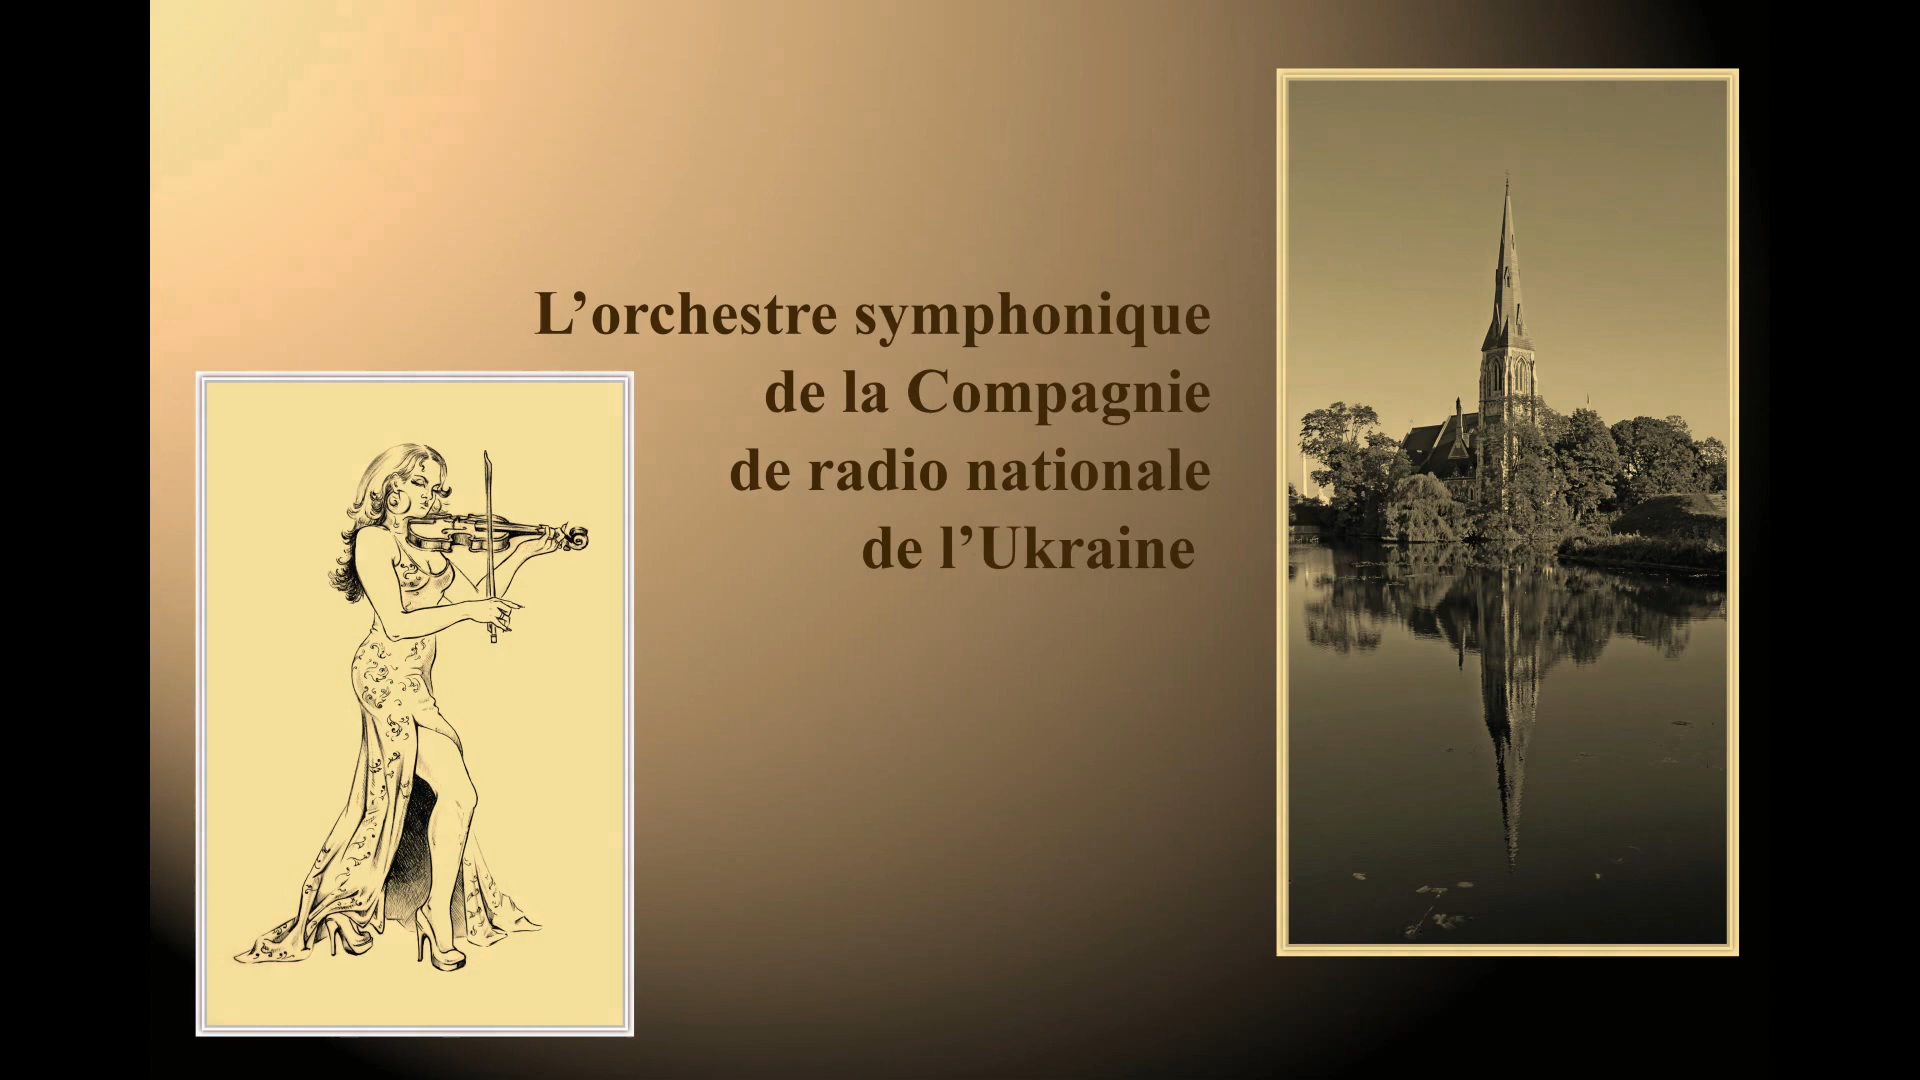 L’orchestre symphonique
de la Compagnie
de radio nationale
de l’Ukraine